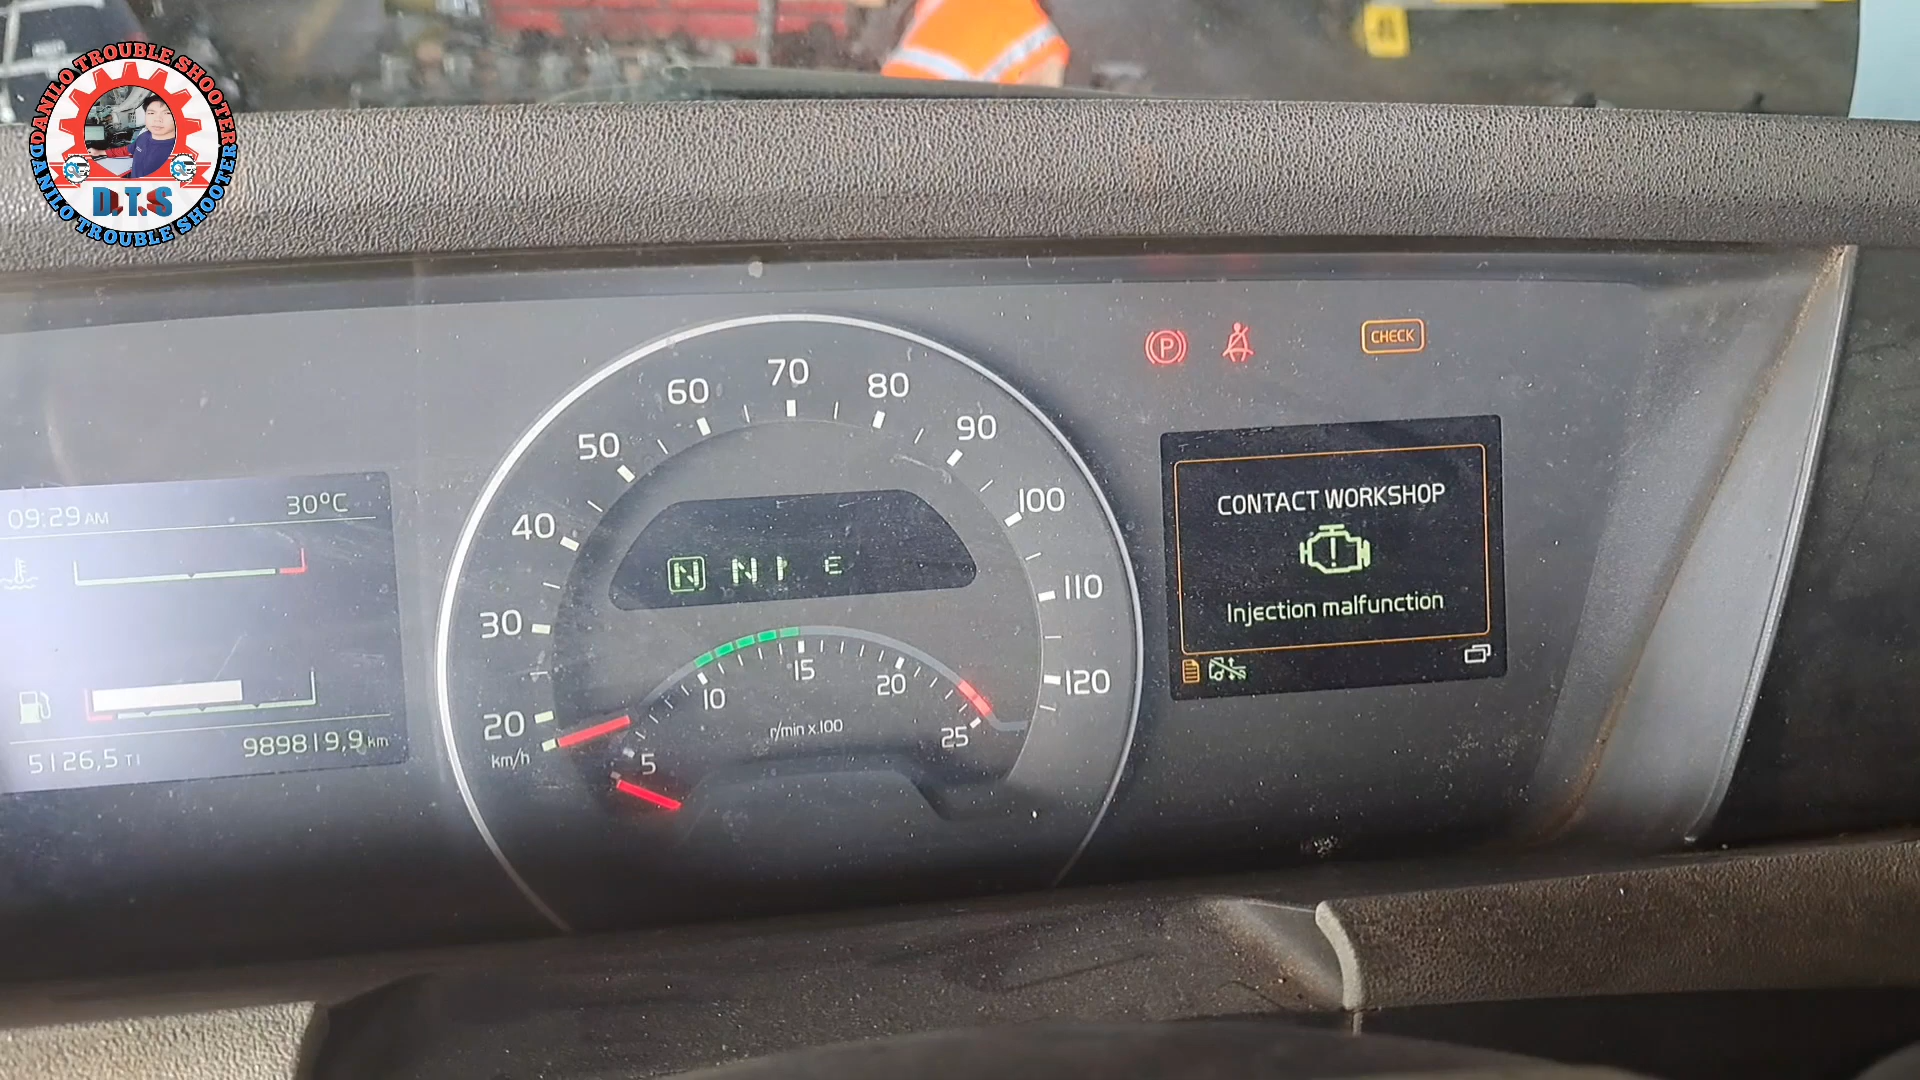 DANILO TROUBLE SHOOTER
D.T.S
DANILO TROUBLE SHOOTER
CHECK
09:29 AM
30°C
5126,5 T1
989819,9 km
20
30
40
50
60
70
80
90
100
110
120
km/h
N N E
5
10
15
20
25
r/min x.100
P
CONTACT WORKSHOP
Injection malfunction